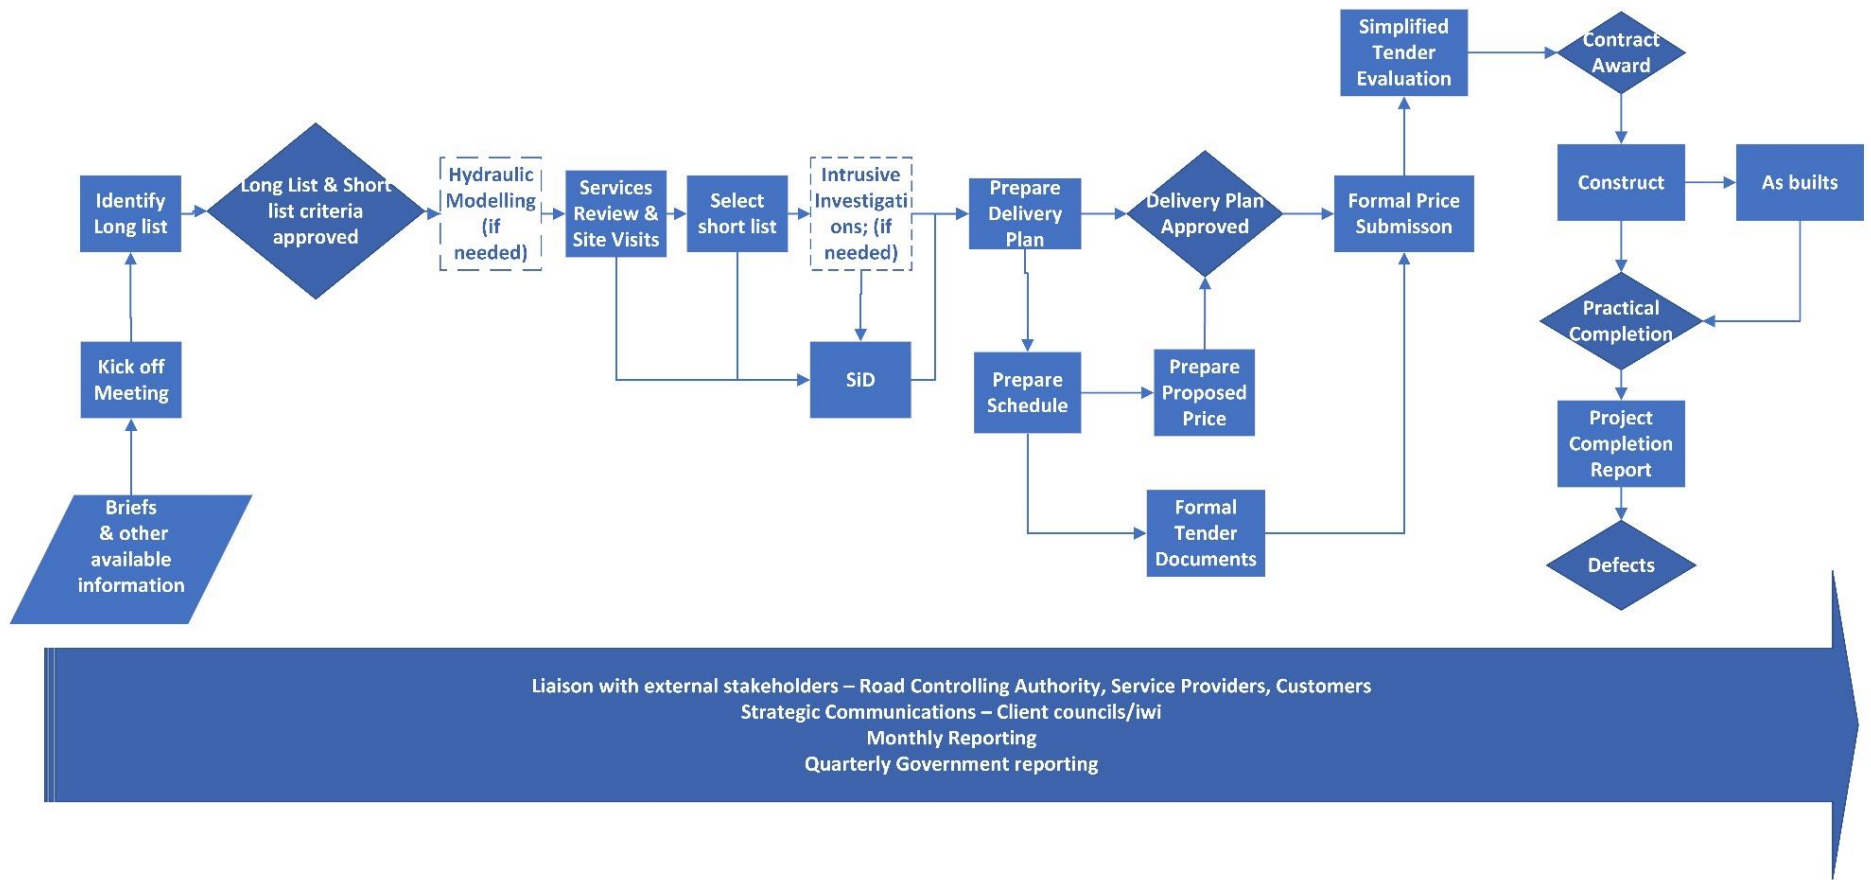 Simplified
Tender
Evaluation
Contract
Award
Identify
Long list
Long List & Short
list criteria
approved
Hydraulic
Modelling
(if
needed)
Services
Review &
Site Visits
Select
short list
Intrusive
Investigati
ons; (if
needed)
Prepare
Delivery
Plan
Delivery Plan
Approved
Formal Price
Submisson
Construct
As builts
Kick off
Meeting
SiD
Prepare
Schedule
Prepare
Proposed
Price
Practical
Completion
Project
Completion
Report
Briefs
& other
available
information
Formal
Tender
Documents
Defects
Liaison with external stakeholders – Road Controlling Authority, Service Providers, Customers
Strategic Communications – Client councils/iwi
Monthly Reporting
Quarterly Government reporting